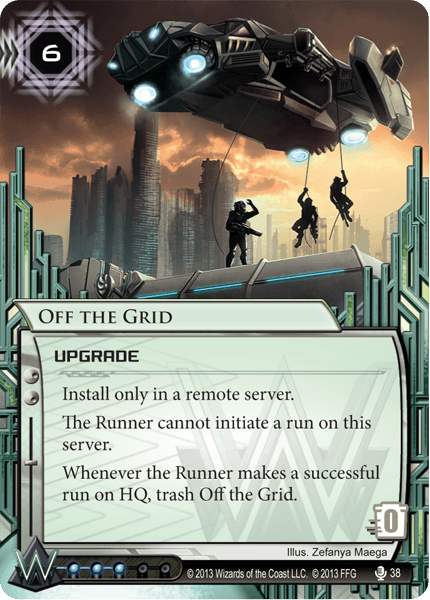 6
OFF THE GRID
UPGRADE
Install only in a remote server.
The Runner cannot initiate a run on this
server.
Whenever the Runner makes a successful
run on HQ, trash Off the Grid.
0
Illus. Zefanya Maega
W
© 2013 Wizards of the Coast LLC. © 2013 FFG 38